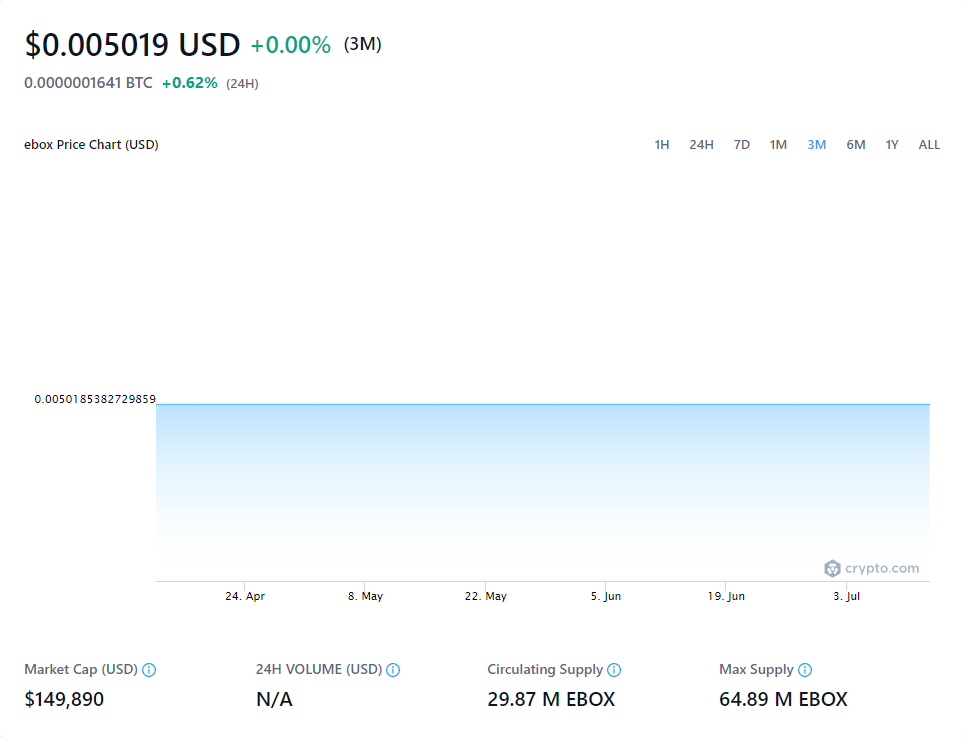 $0.005019 USD +0.00% (3M)
0.0000001641 BTC +0.62% (24H)
ebox Price Chart (USD) 1H 24H 7D 1M 3M 6M 1Y ALL
0.0050185382729859
crypto.com
24. Apr 8. May 22. May 5. Jun 19. Jun 3. Jul
Market Cap (USD) 24H VOLUME (USD) Circulating Supply Max Supply
$149,890 N/A 29.87 M EBOX 64.89 M EBOX